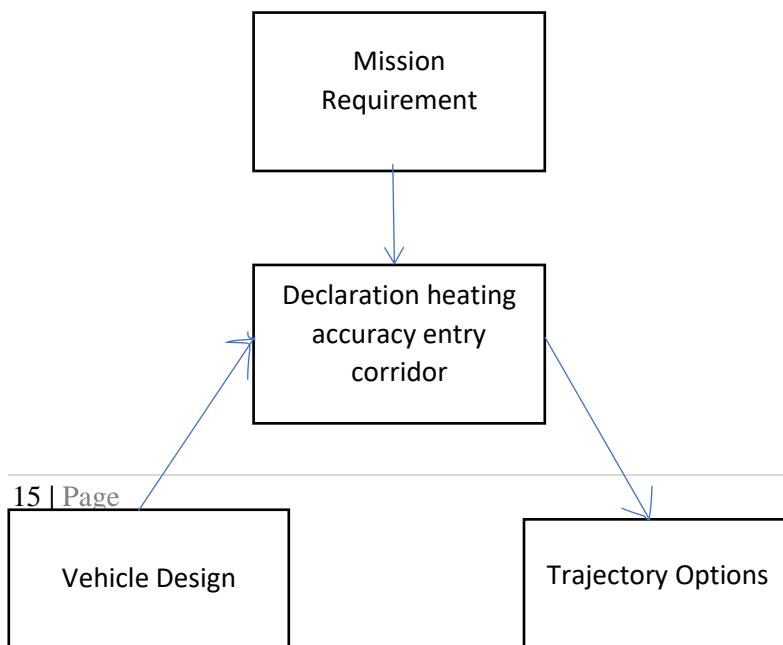 Mission
Requirement
Declaration heating
accuracy entry
corridor
15 | Page
Vehicle Design
Trajectory Options